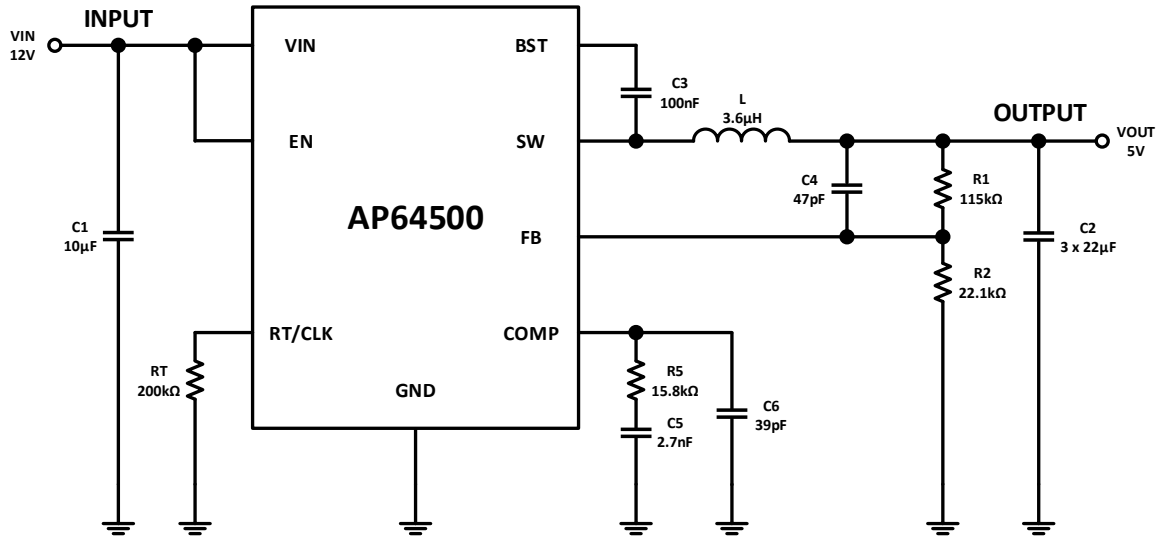 INPUT
VIN
12V
VIN
BST
C3
100nF
L
3.6µH
OUTPUT
VOUT
5V
EN
SW
C4
47pF
R1
115kΩ
AP64500
C1
10µF
FB
C2
3 x 22µF
R2
22.1kΩ
RT/CLK
COMP
RT
200kΩ
GND
R5
15.8kΩ
C6
39pF
C5
2.7nF